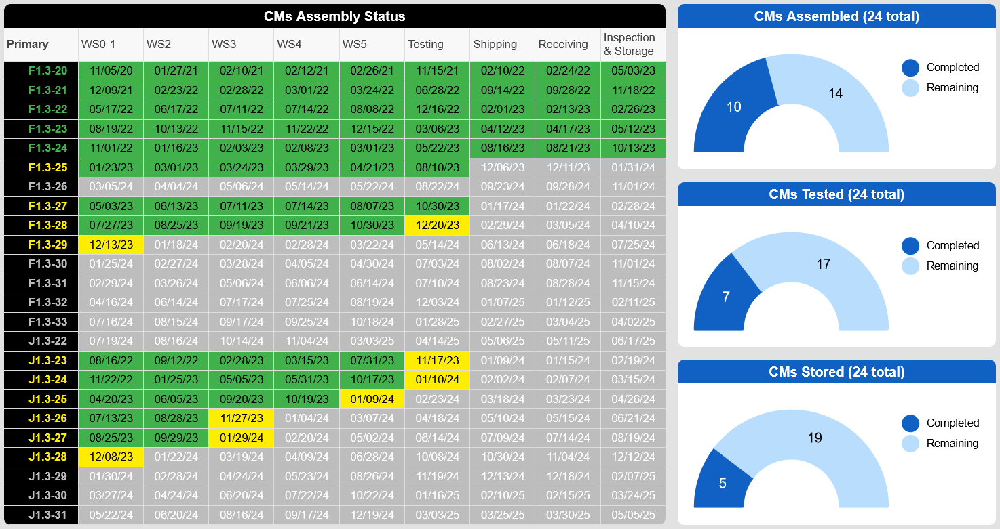 CMs Assembly Status
Primary WS0-1 WS2 WS3 WS4 WS5 Testing Shipping Receiving Inspection & Storage
F1.3-20 11/05/20 01/27/21 02/10/21 02/12/21 02/26/21 11/15/21 02/10/22 02/24/22 05/03/23
F1.3-21 12/09/21 02/23/22 02/28/22 03/01/22 03/24/22 06/28/22 09/14/22 09/28/22 11/18/22
F1.3-22 05/17/22 06/17/22 07/11/22 07/14/22 08/08/22 12/16/22 02/01/23 02/13/23 02/26/23
F1.3-23 08/19/22 10/13/22 11/15/22 11/22/22 12/15/22 03/06/23 04/12/23 04/17/23 05/12/23
F1.3-24 11/01/22 01/16/23 02/03/23 02/08/23 03/01/23 05/22/23 08/16/23 08/21/23 10/13/23
F1.3-25 01/23/23 03/01/23 03/24/23 03/29/23 04/21/23 08/10/23 12/06/23 12/11/23 01/31/24
F1.3-26 03/05/24 04/04/24 05/06/24 05/14/24 05/22/24 08/22/24 09/23/24 09/28/24 11/01/24
F1.3-27 05/03/23 06/13/23 07/11/23 07/14/23 08/07/23 10/30/23 01/17/24 01/22/24 02/28/24
F1.3-28 07/27/23 08/25/23 09/19/23 09/21/23 10/30/23 12/20/23 02/29/24 03/05/24 04/10/24
F1.3-29 12/13/23 01/18/24 02/20/24 02/28/24 03/22/24 05/14/24 06/13/24 06/18/24 07/25/24
F1.3-30 01/25/24 02/27/24 03/28/24 04/05/24 04/30/24 07/03/24 08/02/24 08/07/24 11/01/24
F1.3-31 02/29/24 03/26/24 05/06/24 06/06/24 06/14/24 07/10/24 08/23/24 08/28/24 11/15/24
F1.3-32 04/16/24 06/14/24 07/17/24 07/25/24 08/19/24 12/03/24 01/07/25 01/12/25 02/11/25
F1.3-33 07/16/24 08/15/24 09/17/24 09/25/24 10/18/24 01/28/25 02/27/25 03/04/25 04/02/25
J1.3-22 07/19/24 08/16/24 10/14/24 11/04/24 03/03/25 04/14/25 05/06/25 05/11/25 06/17/25
J1.3-23 08/16/22 09/12/22 02/28/23 03/15/23 07/31/23 11/17/23 01/09/24 01/15/24 02/19/24
J1.3-24 11/22/22 01/25/23 05/05/23 05/31/23 10/17/23 01/10/24 02/02/24 02/07/24 03/15/24
J1.3-25 04/20/23 06/05/23 09/20/23 10/19/23 01/09/24 02/23/24 03/18/24 03/23/24 04/26/24
J1.3-26 07/13/23 08/28/23 11/27/23 01/04/24 03/07/24 04/18/24 05/10/24 05/15/24 06/21/24
J1.3-27 08/25/23 09/29/23 01/29/24 02/20/24 05/02/24 06/14/24 07/09/24 07/14/24 08/19/24
J1.3-28 12/08/23 01/22/24 03/19/24 04/09/24 06/28/24 10/08/24 10/30/24 11/04/24 12/12/24
J1.3-29 01/30/24 02/28/24 04/24/24 05/23/24 08/26/24 11/19/24 12/13/24 12/18/24 02/07/25
J1.3-30 03/27/24 04/24/24 06/20/24 07/22/24 10/22/24 01/16/25 02/10/25 02/15/25 03/24/25
J1.3-31 05/22/24 06/20/24 08/16/24 09/17/24 12/19/24 03/03/25 03/25/25 03/30/25 05/05/25
CMs Assembled (24 total)
10
14
Completed
Remaining
CMs Tested (24 total)
7
17
Completed
Remaining
CMs Stored (24 total)
5
19
Completed
Remaining